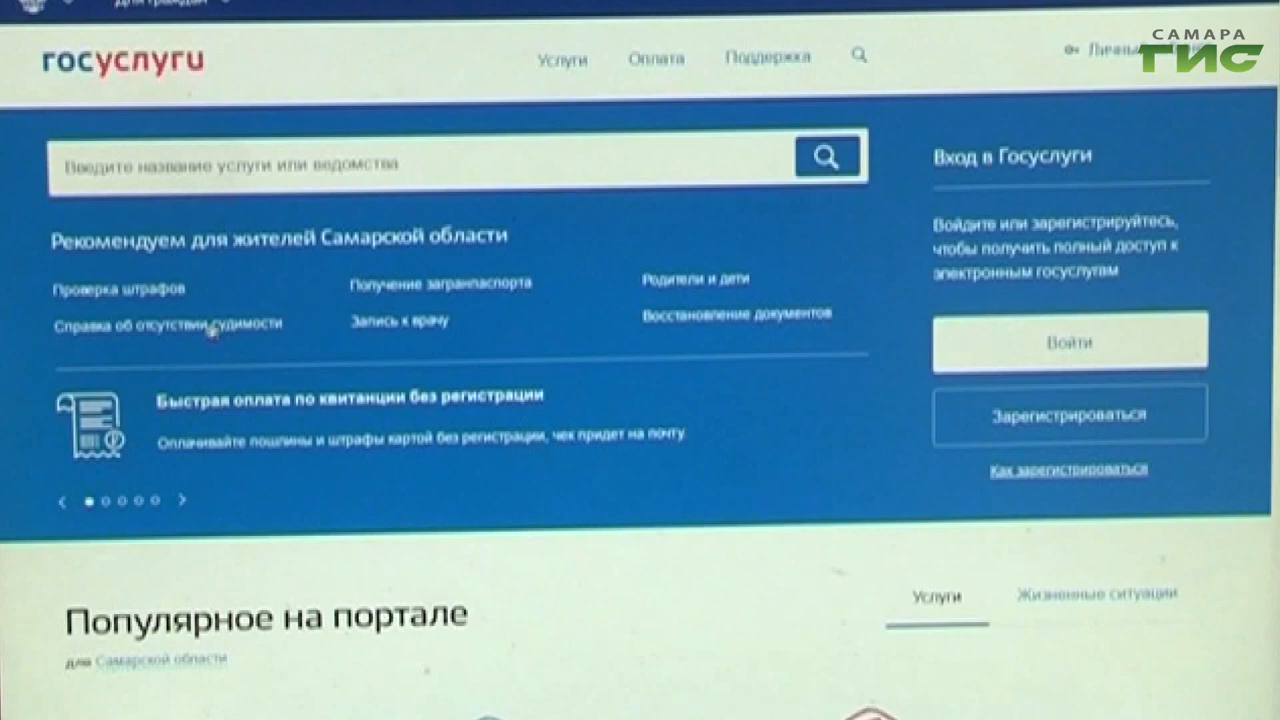 Для граждан
госуслуги
Услуги
Оплата
Поддержка
САМАРА
ГИС
Введите название услуги или ведомства
Рекомендуем для жителей Самарской области
Проверка штрафов
Получение загранпаспорта
Родители и дети
Справка об отсутствии судимости
Запись к врачу
Восстановление документов
Быстрая оплата по квитанции без регистрации
Оплачивайте пошлины и штрафы картой без регистрации, чек придет на почту
Вход в Госуслуги
Войдите или зарегистрируйтесь,
чтобы получить полный доступ к
электронным госуслугам
Войти
Зарегистрироваться
Как зарегистрироваться
Популярное на портале
для Самарской области
Услуги
Жизненные ситуации